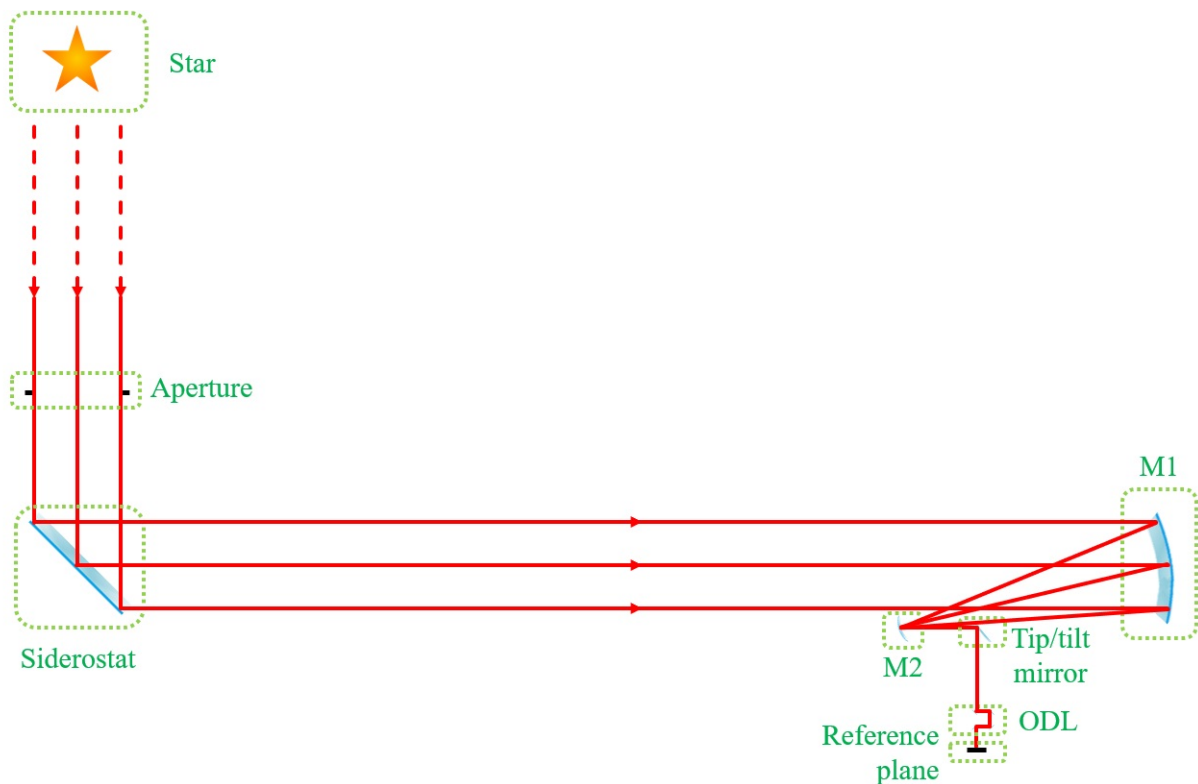 Star
Aperture
M1
Siderostat
M2
Tip/tilt
mirror
ODL
Reference
plane